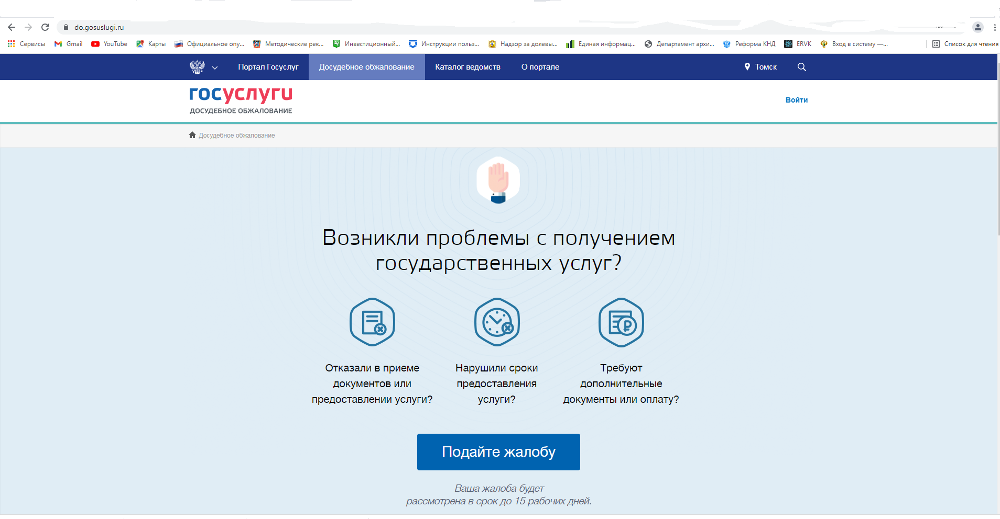 do.gosuslugi.ru
Сервисы Gmail YouTube Карты Официальное опу... Методические рек... Инвестиционный... Инструкции польз... Надзор за долевы... Единая информац... Департамент архи... Реформа КНД ERVK Вход в систему —... Список для чтения
Портал Госуслуг Досудебное обжалование Каталог ведомств О портале Томск
госуслуги
ДОСУДЕБНОЕ ОБЖАЛОВАНИЕ
Войти
Досудебное обжалование
Возникли проблемы с получением
государственных услуг?
Отказали в приеме
документов или
предоставлении услуги?
Нарушили сроки
предоставления
услуги?
Требуют
дополнительные
документы или оплату?
Подайте жалобу
Ваша жалоба будет
рассмотрена в срок до 15 рабочих дней.